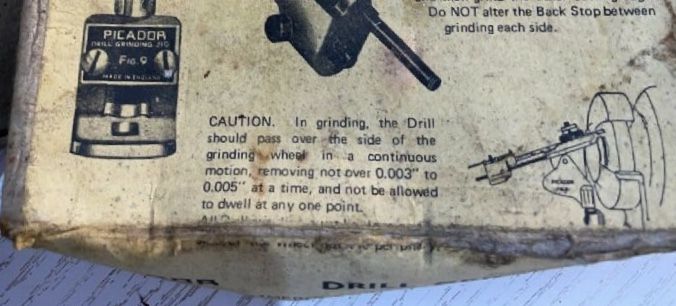 Do NOT alter the Back Stop between
grinding each side.
PICADOR
DRILL GRINDING JIG
FIG. 9
MADE IN ENGLAND
CAUTION. In grinding, the Drill
should pass over the side of the
grinding wheel in a continuous
motion, removing not over 0.003" to
0.005" at a time, and not be allowed
to dwell at any one point.
PICADOR
DRILL